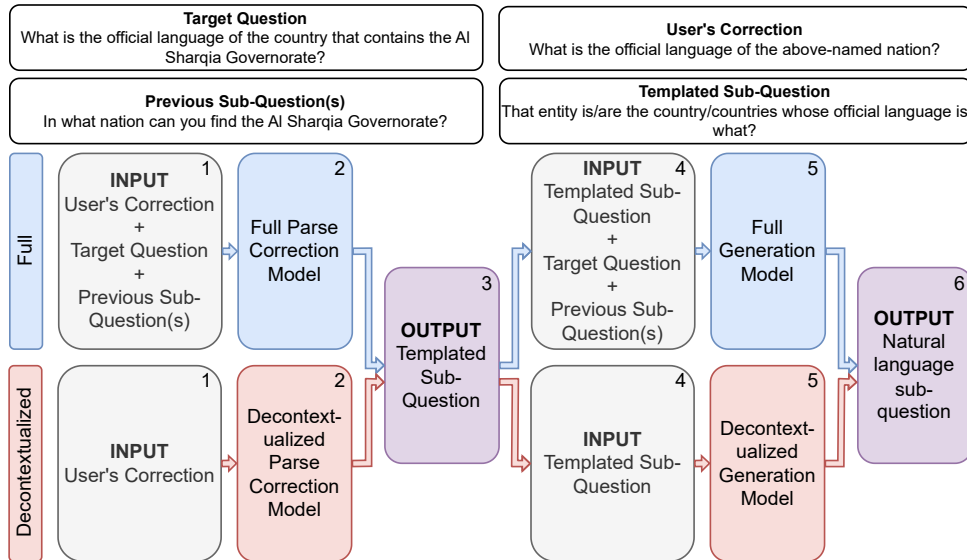 Target Question
What is the official language of the country that contains the Al
Sharqia Governorate?
User's Correction
What is the official language of the above-named nation?
Previous Sub-Question(s)
In what nation can you find the Al Sharqia Governorate?
Templated Sub-Question
That entity is/are the country/countries whose official language is
what?
Full
1
INPUT
User's Correction
+
Target Question
+
Previous Sub-
Question(s)
2
Full Parse
Correction
Model
3
OUTPUT
Templated
Sub-
Question
4
INPUT
Templated Sub-
Question
+
Target Question
+
Previous Sub-
Question(s)
5
Full
Generation
Model
6
OUTPUT
Natural
language
sub-
question
Decontextualized
1
INPUT
User's Correction
2
Decontext-
ualized
Parse
Correction
Model
4
INPUT
Templated Sub-
Question
5
Decontext-
ualized
Generation
Model